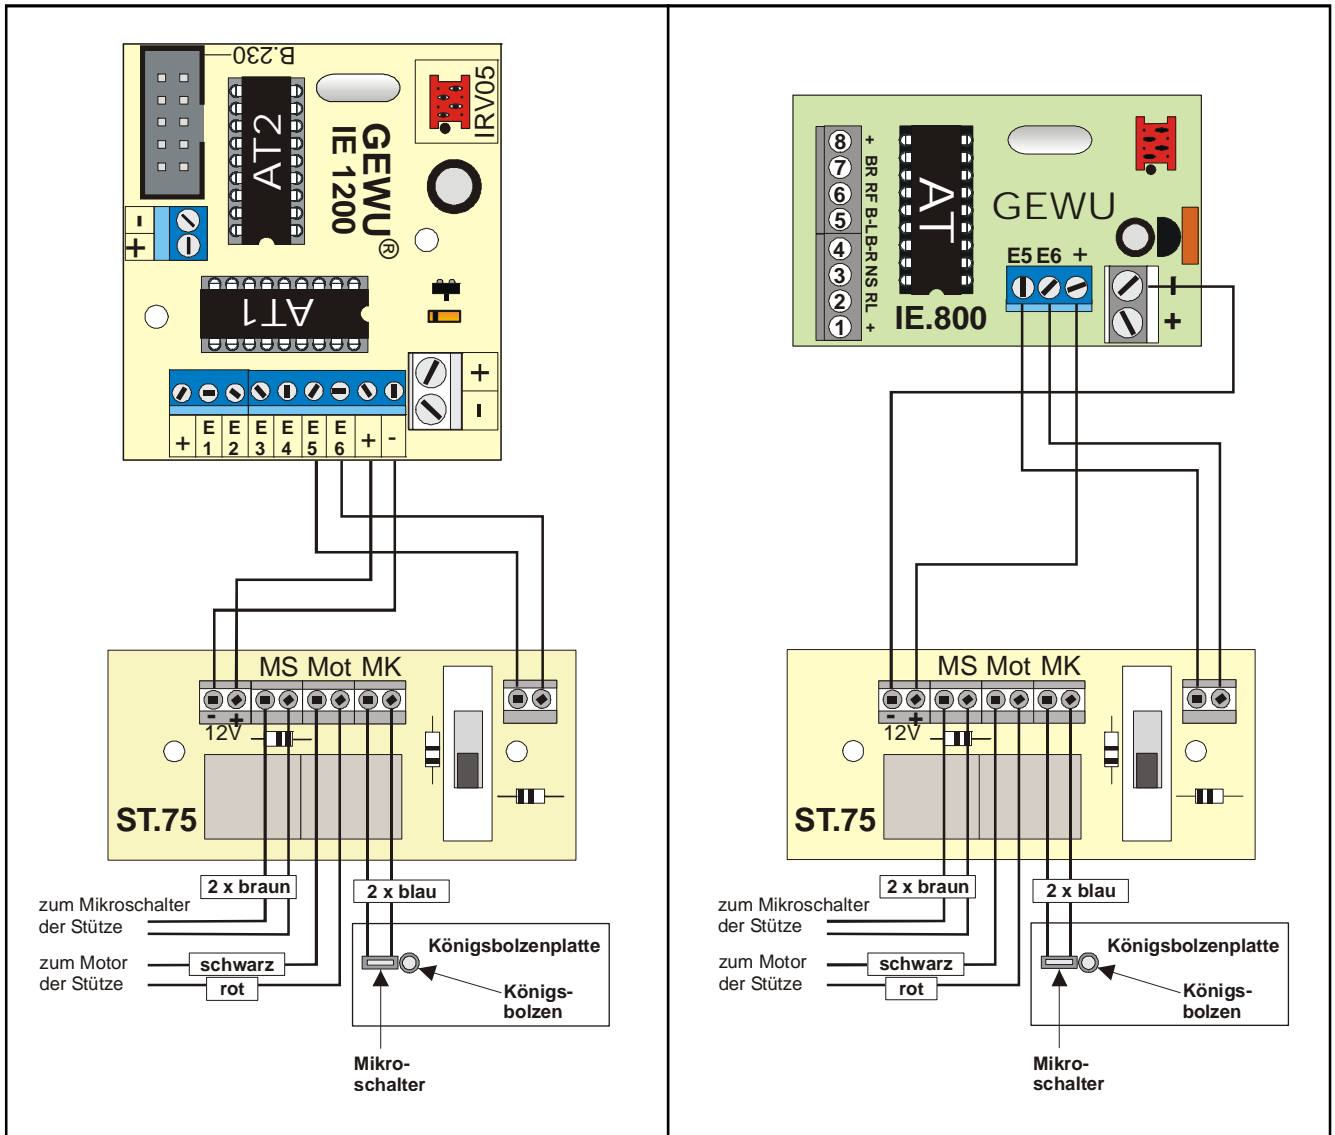 B.230
AT2
GEWU®
IE 1200
IRV05
-
+
AT1
+
-
+ E1 E2 E3 E4 E5 E6 + -
MS Mot MK
- +
12V
ST.75
2 x braun
2 x blau
zum Mikroschalter
der Stütze
zum Motor
der Stütze
schwarz
rot
Königsbolzenplatte
Königs-
bolzen
Mikro-
schalter
8 7 6 5 4 3 2 1
+ BR RF B-L B-R NS RL +
AT
GEWU
E5 E6 +
IE.800
-
+
MS Mot MK
- +
12V
ST.75
2 x braun
2 x blau
zum Mikroschalter
der Stütze
zum Motor
der Stütze
schwarz
rot
Königsbolzenplatte
Königs-
bolzen
Mikro-
schalter